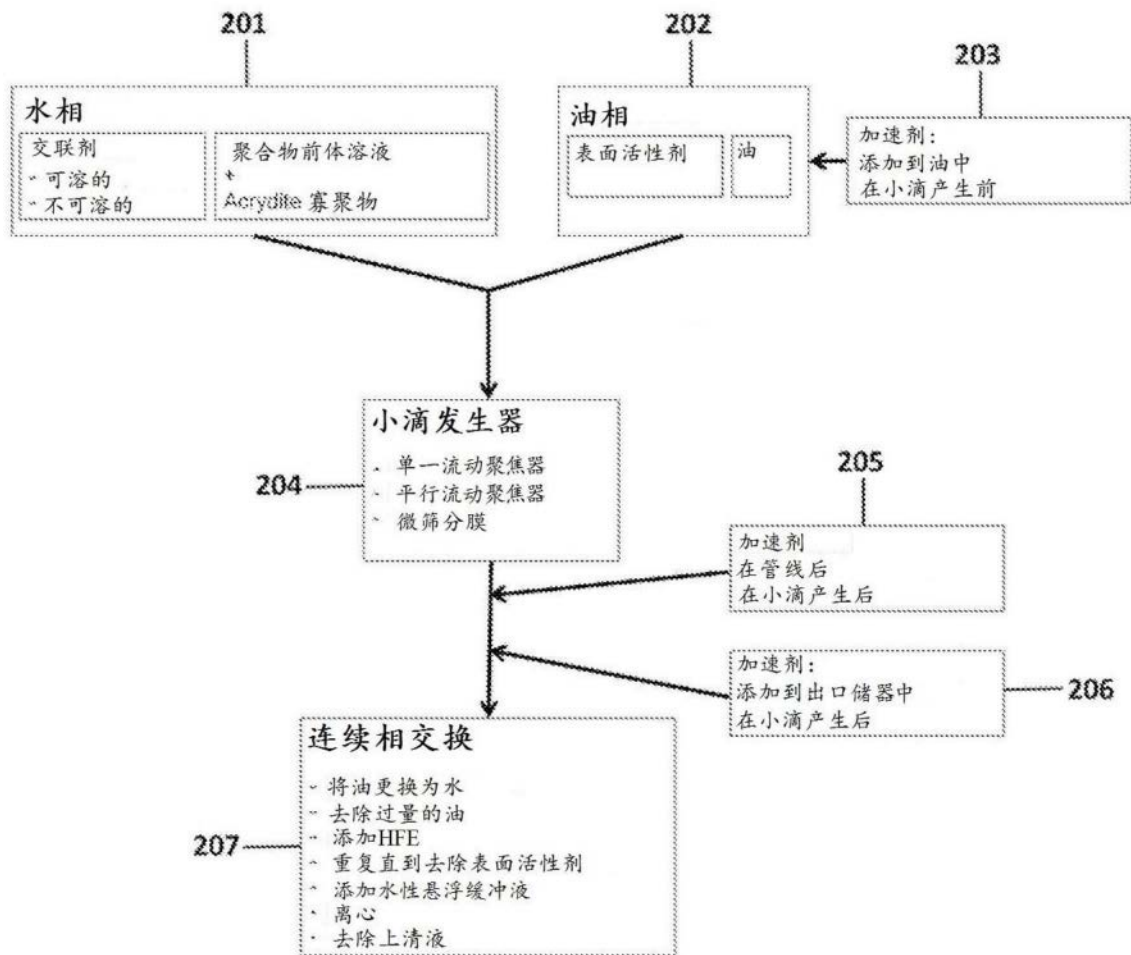 201
202
203
水相
交联剂
- 可溶的
- 不可溶的
聚合物前体溶液
+
Acrydite 寡聚物
油相
表面活性剂
油
加速剂:
添加到油中
在小滴产生前
小滴发生器
- 单一流动聚焦器
- 平行流动聚焦器
- 微筛分膜
204
205
加速剂
在管线后
在小滴产生后
加速剂:
添加到出口储器中
在小滴产生后
206
连续相交换
- 将油更换为水
- 去除过量的油
- 添加HFE
- 重复直到去除表面活性剂
- 添加水性悬浮缓冲液
- 离心
- 去除上清液
207